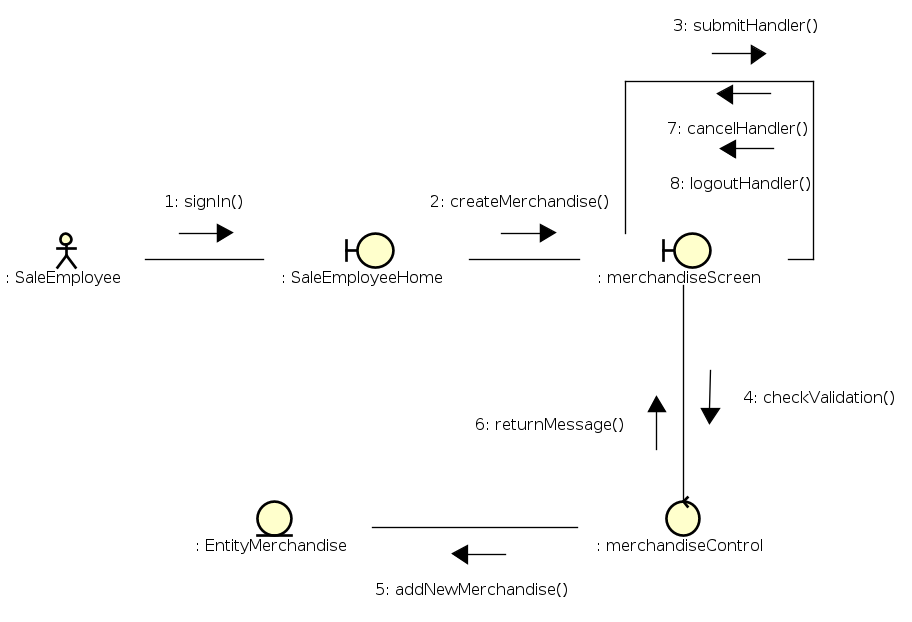 3: submitHandler()
7: cancelHandler()
8: logoutHandler()
1: signIn()
2: createMerchandise()
: SaleEmployee
: SaleEmployeeHome
: merchandiseScreen
4: checkValidation()
6: returnMessage()
: EntityMerchandise
: merchandiseControl
5: addNewMerchandise()